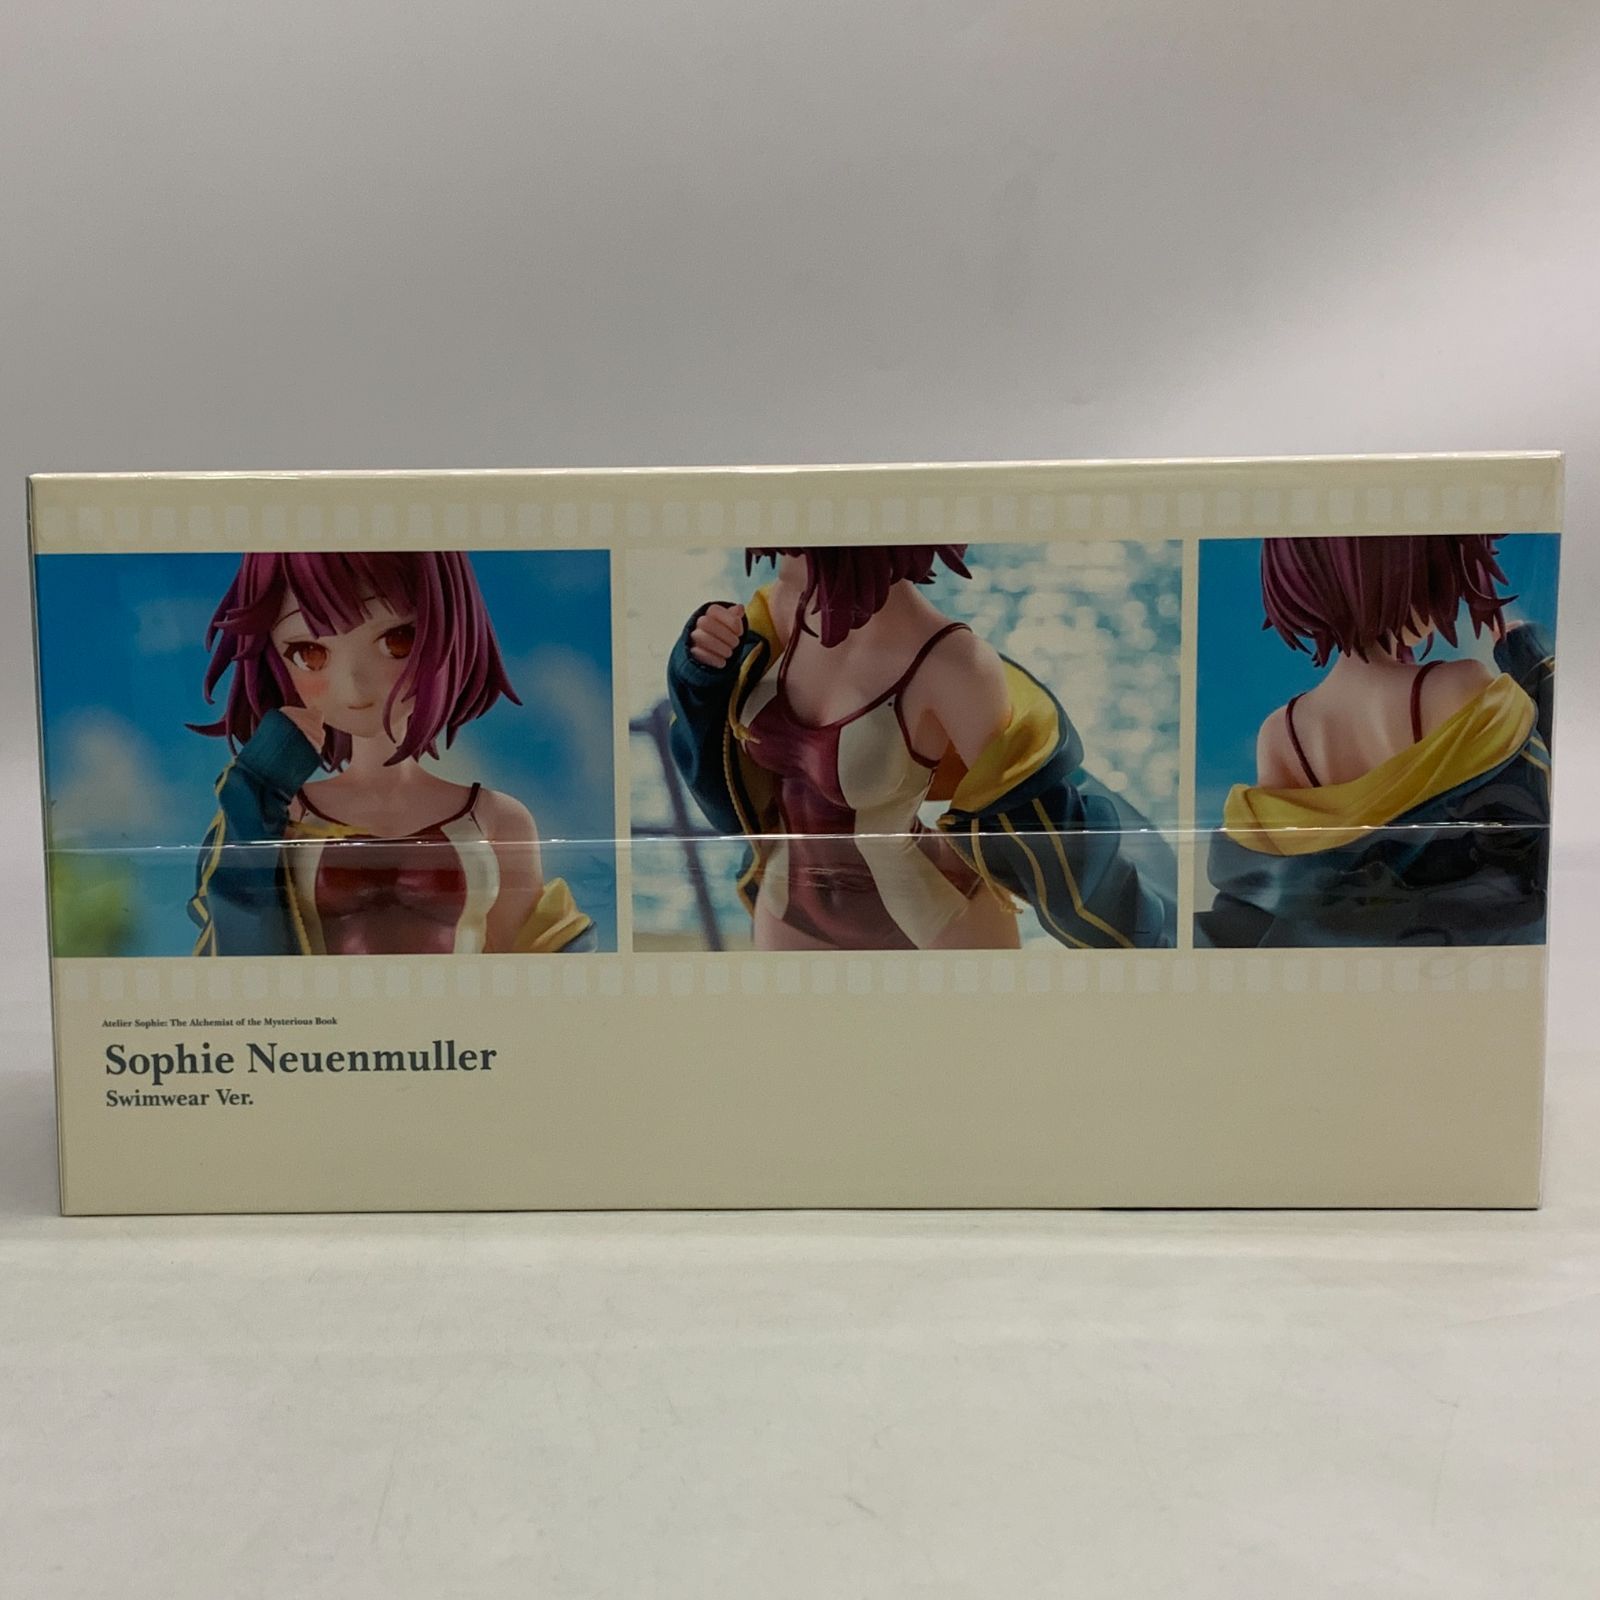 Atelier Sophie: The Alchemist of the Mysterious Book
Sophie Neuenmuller
Swimwear Ver.